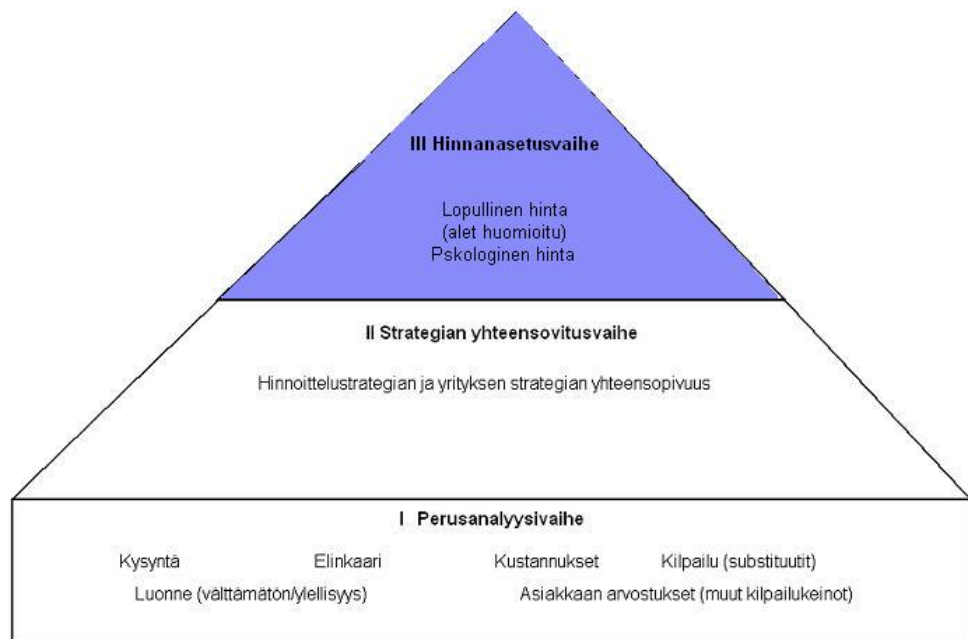 III Hinnanasetusvaihe
Lopullinen hinta
(alet huomioitu)
Pskologinen hinta
II Strategian yhteensovitusvaihe
Hinnoittelustrategian ja yrityksen strategian yhteensopivuus
I Perusanalyysivaihe
Kysyntä Elinkaari Kustannukset Kilpailu (substituutit)
Luonne (välttämätön/ylellisyys) Asiakkaan arvostukset (muut kilpailukeinot)